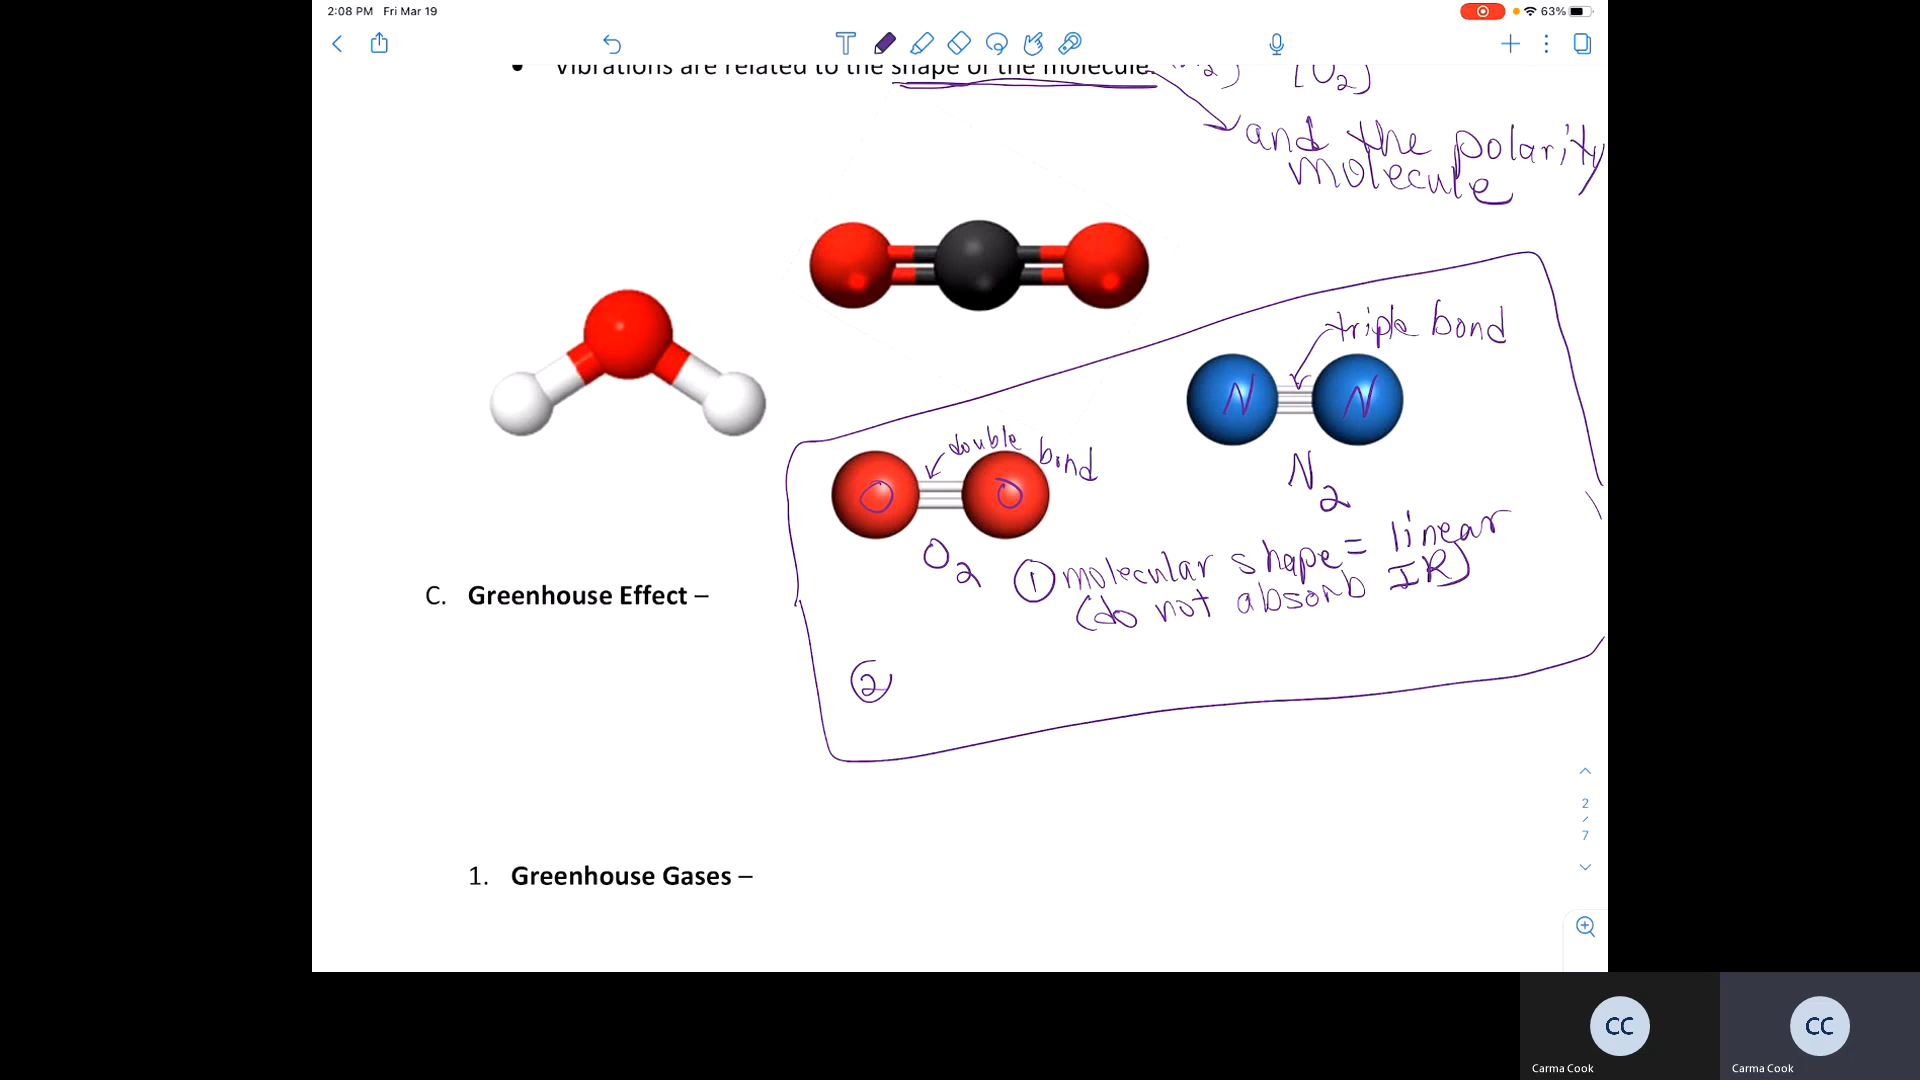 2:08 PM Fri Mar 19
63%
T
• Vibrations are related to the shape of the molecule.
[O₂]
and the polarity
molecule
triple bond
N N
double bond
O O
N₂
O₂
① molecular shape = linear
(do not absorb IR)
C. Greenhouse Effect –
②
2
/
7
1. Greenhouse Gases –
CC CC
Carma Cook Carma Cook